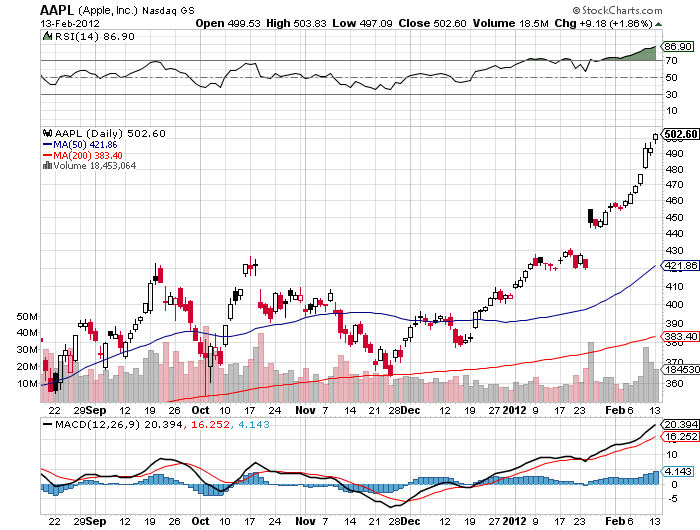 AAPL (Apple, Inc.) Nasdaq GS © StockCharts.com
13-Feb-2012 Open 499.53 High 503.83 Low 497.09 Close 502.60 Volume 18.5M Chg +9.18 (+1.86%)
RSI(14) 86.90
86.90
70
50
30
10
AAPL (Daily) 502.60
MA(50) 421.86
MA(200) 383.40
Volume 18,453,064
502.60
490
480
470
460
450
440
430
421.86
410
400
390
383.40
370
360
50M
40M
30M
20M
10M
184530
22 29 Sep 12 19 26 Oct 10 17 24 Nov 7 14 21 28 Dec 12 19 27 2012 9 17 23 Feb 6 13
MACD(12,26,9) 20.394, 16.252, 4.143
20.394
16.252
10
4.143
0
-5
22 29 Sep 12 19 26 Oct 10 17 24 Nov 7 14 21 28 Dec 12 19 27 2012 9 17 23 Feb 6 13